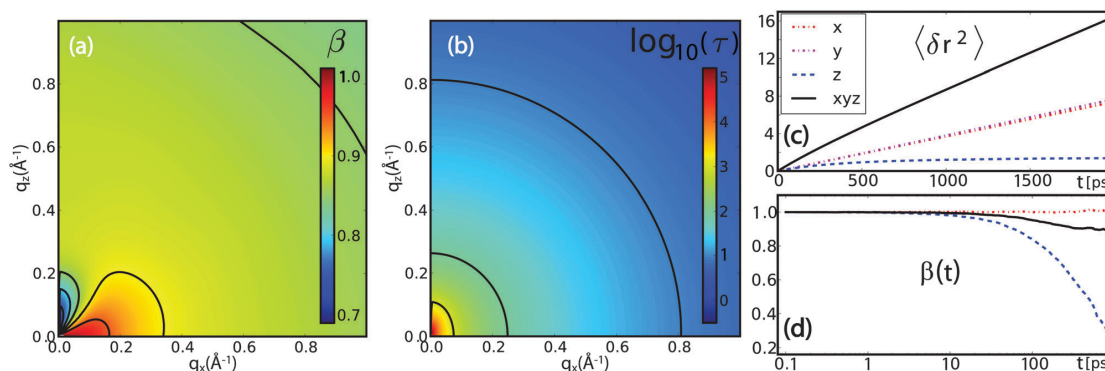 (a)
β
1.0
0.9
0.8
0.7
q_z(Å⁻¹)
0.8
0.6
0.4
0.2
0.0
0.0 0.2 0.4 0.6 0.8
q_x(Å⁻¹)
(b)
log₁₀(τ)
5
4
3
2
1
0
q_z(Å⁻¹)
0.8
0.6
0.4
0.2
0.0
0.0 0.2 0.4 0.6 0.8
q_x(Å⁻¹)
x
y
z
xyz
⟨δr²⟩
16
12
8
4
0
(c)
0 500 1000 1500 t[ps
1.0
0.8
0.6
0.4
0.2
β(t)
(d)
0.1 1 10 100 t[ps